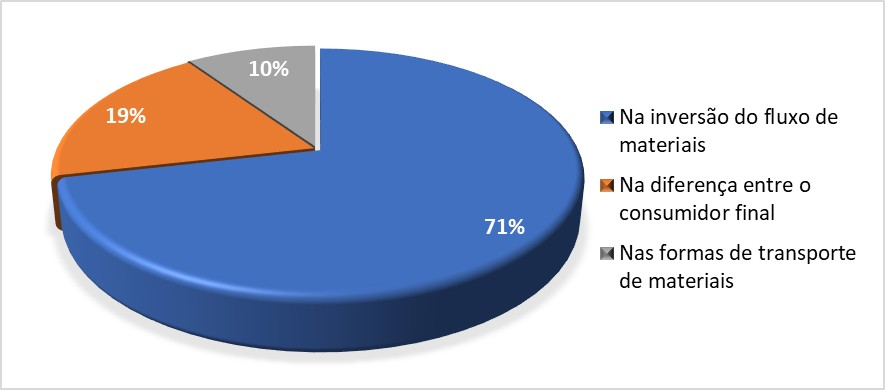 10%
19%
71%
Na inversão do fluxo de
materiais
Na diferença entre o
consumidor final
Nas formas de transporte
de materiais